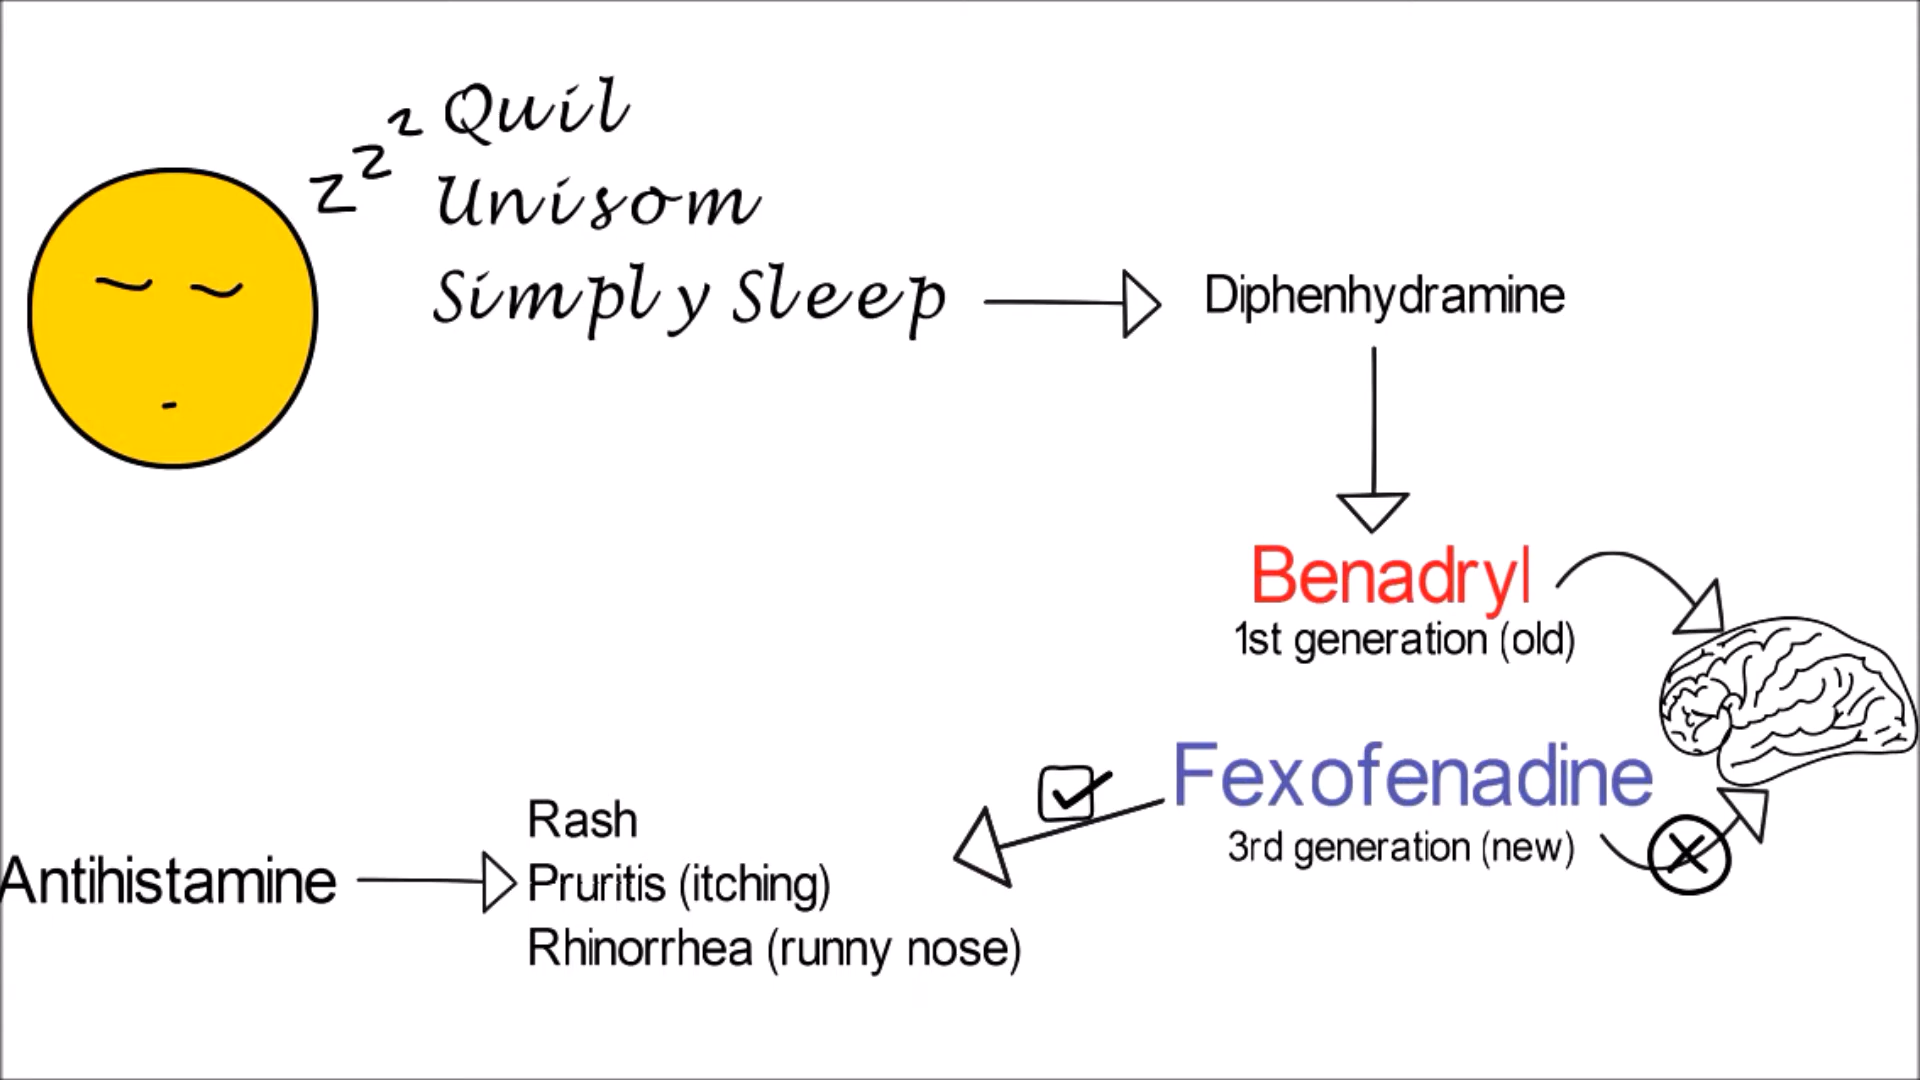 zzz Quil
Unisom
Simply Sleep
Diphenhydramine
Benadryl
1st generation (old)
Fexofenadine
3rd generation (new)
Antihistamine
Rash
Pruritis (itching)
Rhinorrhea (runny nose)